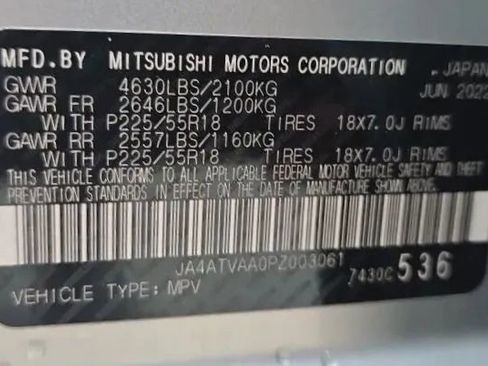 MFD.BY MITSUBISHI MOTORS CORPORATION JAPAN
GVWR 4630LBS/2100KG JUN 2022
GAWR FR 2646LBS/1200KG
WITH P225/55R18 TIRES 18X7.0J RIMS
GAWR RR 2557LBS/1160KG
WITH P225/55R18 TIRES 18X7.0J RIMS
THIS VEHICLE CONFORMS TO ALL APPLICABLE FEDERAL MOTOR VEHICLE SAFETY AND THEFT
PREVENTION STANDARDS IN EFFECT ON THE DATE OF MANUFACTURE SHOWN ABOVE.
JA4ATVAA0PZ003061 7430C 536
VEHICLE TYPE: MPV